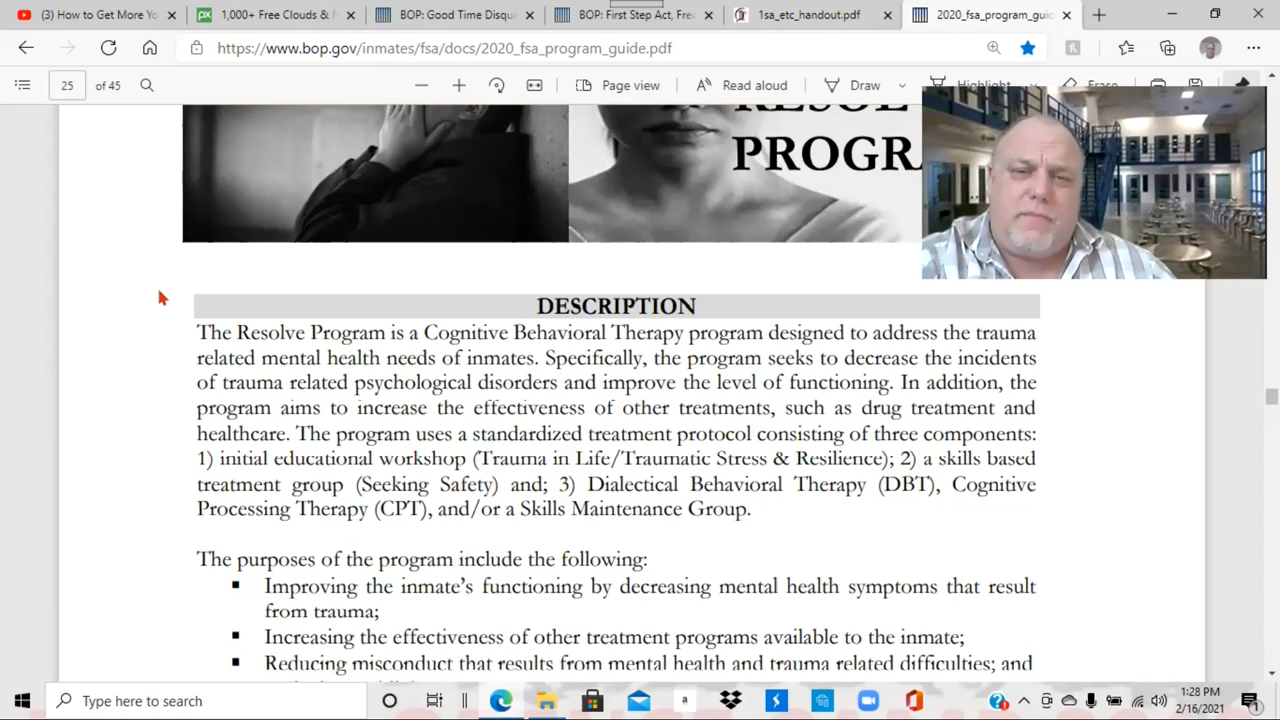 (3) How to Get More Yo
1,000+ Free Clouds &
BOP: Good Time Disqu
BOP: First Step Act, Fre
1sa_etc_handout.pdf
2020_fsa_program_guid
https://www.bop.gov/inmates/fsa/docs/2020_fsa_program_guide.pdf
25 of 45
Page view
Read aloud
Draw
Highlight
Erase
PROGRA
DESCRIPTION
The Resolve Program is a Cognitive Behavioral Therapy program designed to address the trauma
related mental health needs of inmates. Specifically, the program seeks to decrease the incidents
of trauma related psychological disorders and improve the level of functioning. In addition, the
program aims to increase the effectiveness of other treatments, such as drug treatment and
healthcare. The program uses a standardized treatment protocol consisting of three components:
1) initial educational workshop (Trauma in Life/Traumatic Stress & Resilience); 2) a skills based
treatment group (Seeking Safety) and; 3) Dialectical Behavioral Therapy (DBT), Cognitive
Processing Therapy (CPT), and/or a Skills Maintenance Group.
The purposes of the program include the following:
▪ Improving the inmate's functioning by decreasing mental health symptoms that result
from trauma;
▪ Increasing the effectiveness of other treatment programs available to the inmate;
▪ Reducing misconduct that results from mental health and trauma related difficulties; and
Type here to search
1:28 PM
2/16/2021